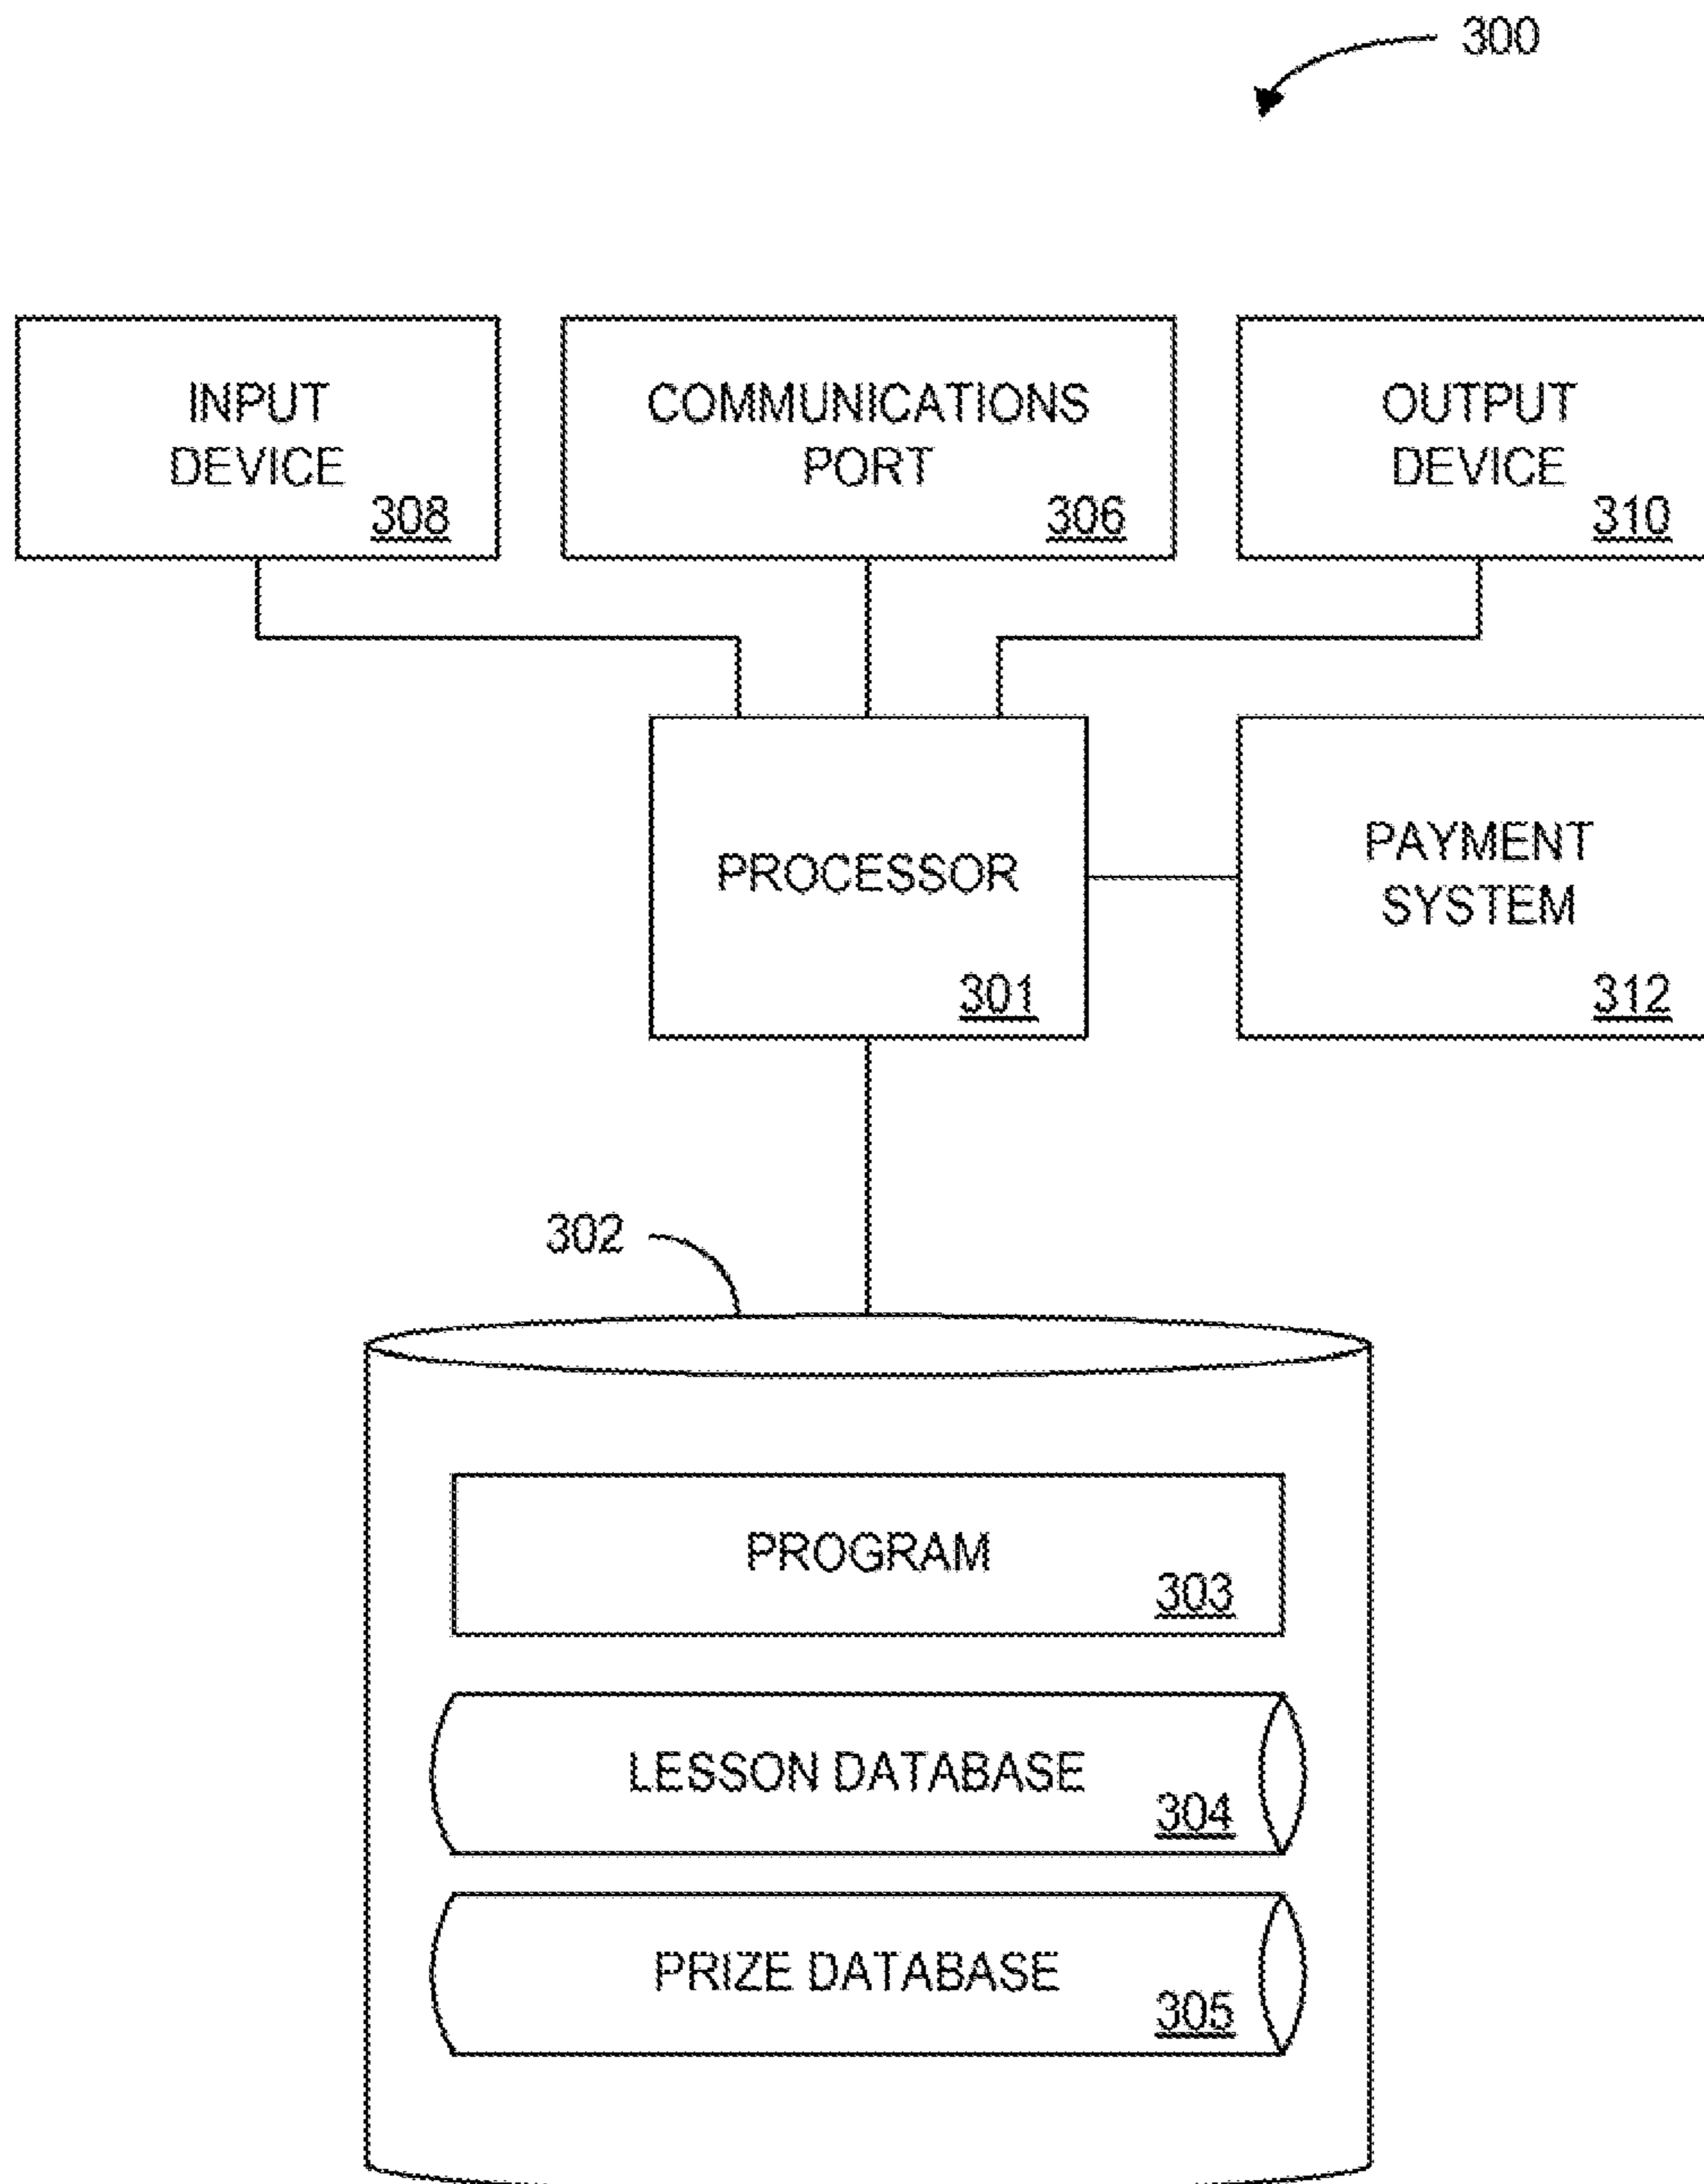 300
INPUT
DEVICE
308
COMMUNICATIONS
PORT
306
OUTPUT
DEVICE
310
PROCESSOR
301
PAYMENT
SYSTEM
312
302
PROGRAM
303
LESSON DATABASE
304
PRIZE DATABASE
305